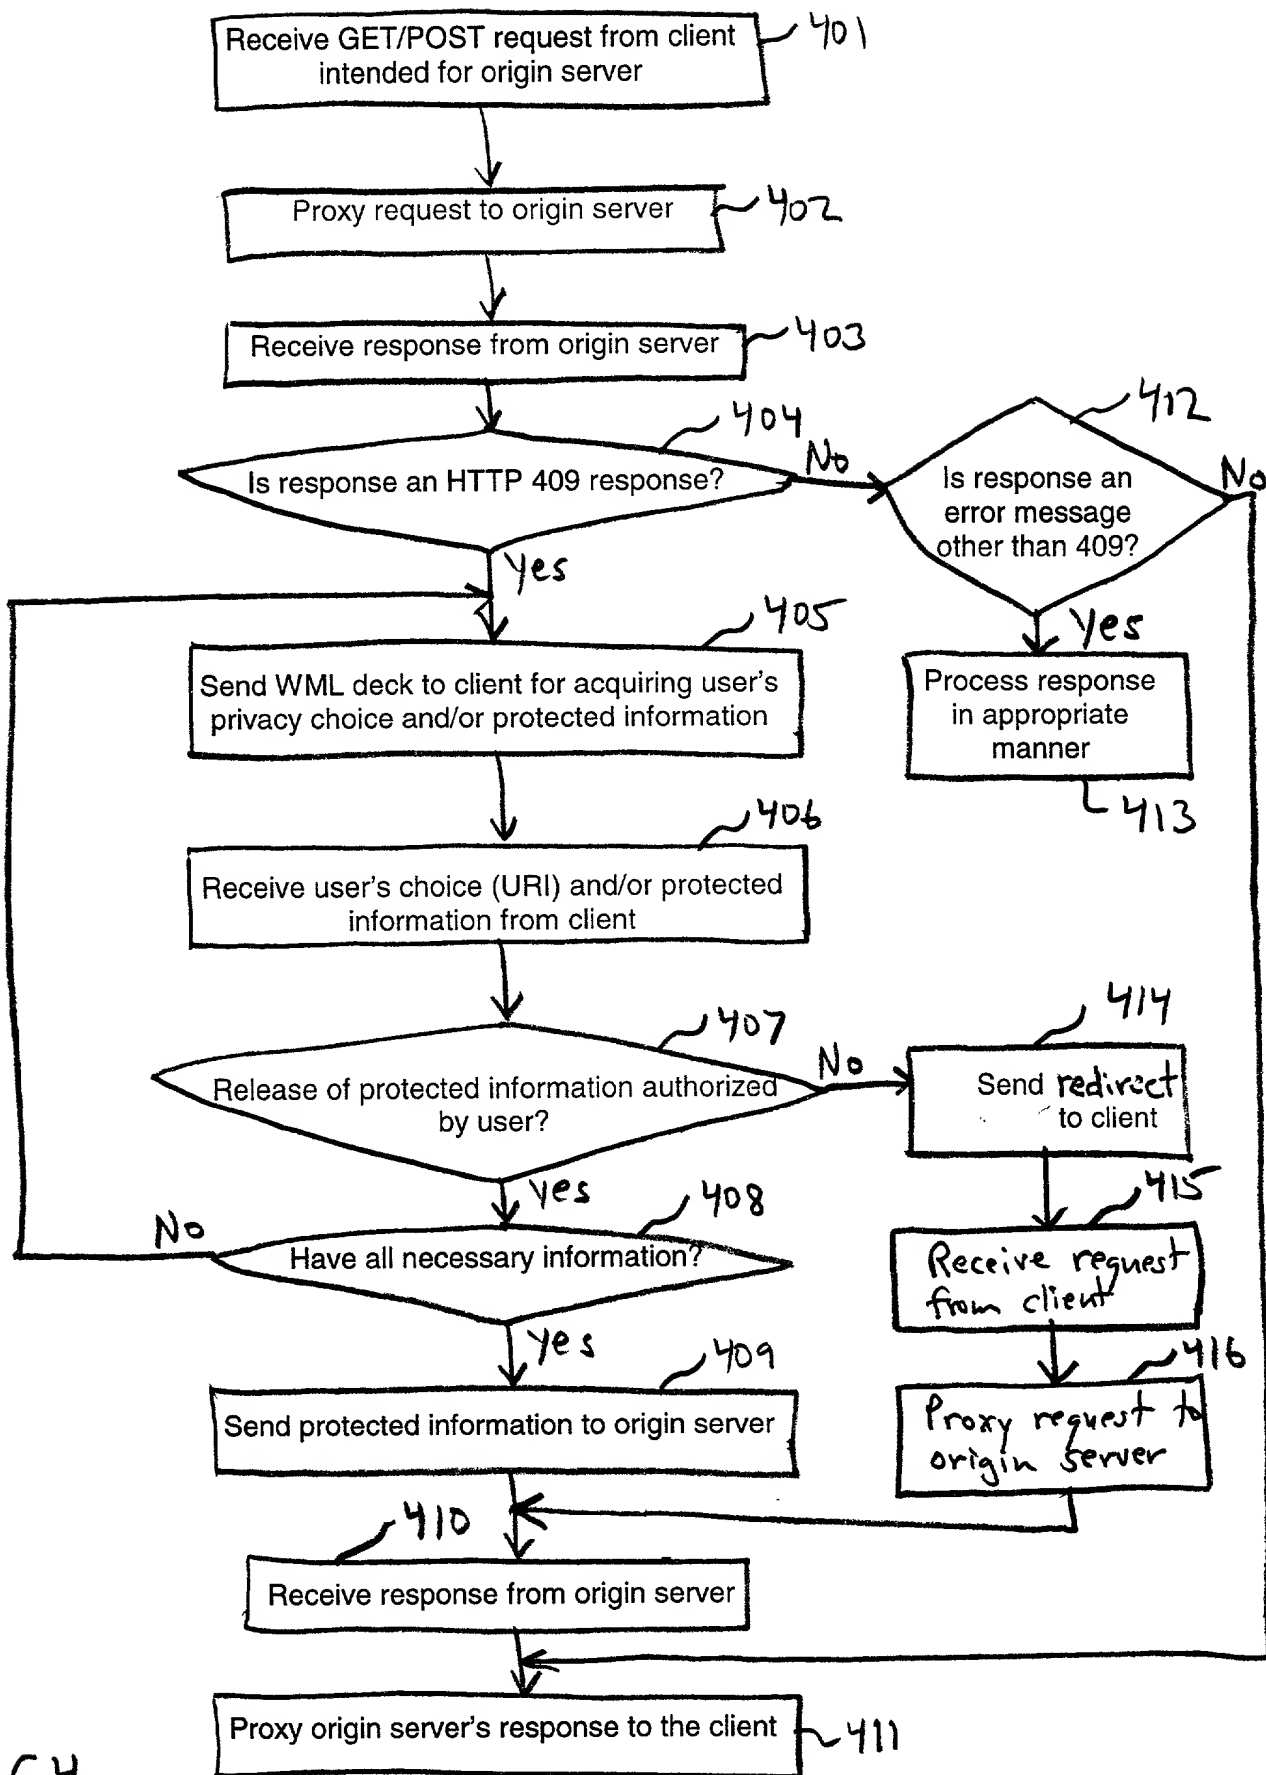 Receive GET/POST request from client
intended for origin server
401
Proxy request to origin server
402
Receive response from origin server
403
404
Is response an HTTP 409 response?
No
412
Is response an
error message
other than 409?
No
Yes
Yes
405
Send WML deck to client for acquiring user's
privacy choice and/or protected information
Process response
in appropriate
manner
413
406
Receive user's choice (URI) and/or protected
information from client
407
Release of protected information authorized
by user?
No
414
Send redirect
to client
Yes
408
No
Have all necessary information?
415
Receive request
from client
Yes
409
Send protected information to origin server
416
Proxy request to
origin server
410
Receive response from origin server
Proxy origin server's response to the client
411